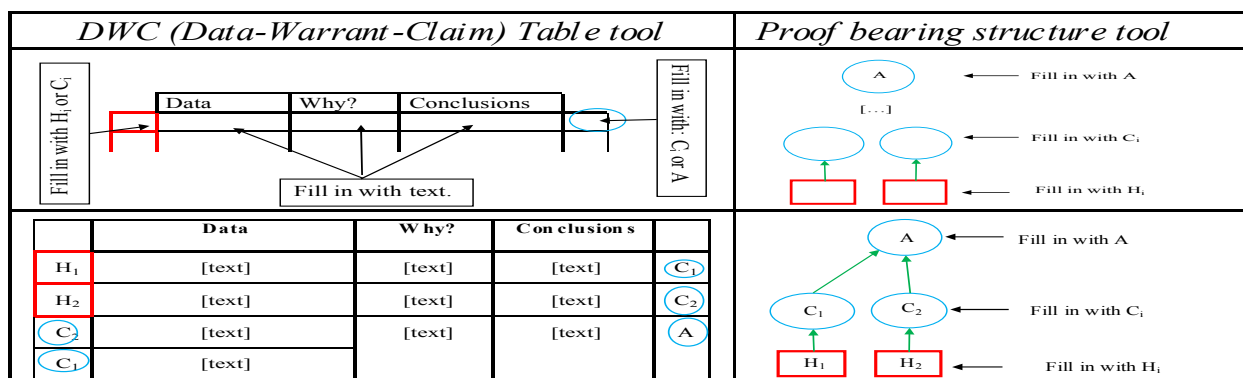 DWC (Data-Warrant-Claim) Table tool
Proof bearing structure tool
Fill in with Hi or Ci
Data Why? Conclusions
Fill in with text.
Fill in with: Ci or A
A Fill in with A
[...]
Fill in with Ci
Fill in with Hi
Data Why? Conclusions
H1 [text] [text] [text] C1
H2 [text] [text] [text] C2
C2 [text] [text] [text] A
C1 [text]
A Fill in with A
C1 C2 Fill in with Ci
H1 H2 Fill in with Hi